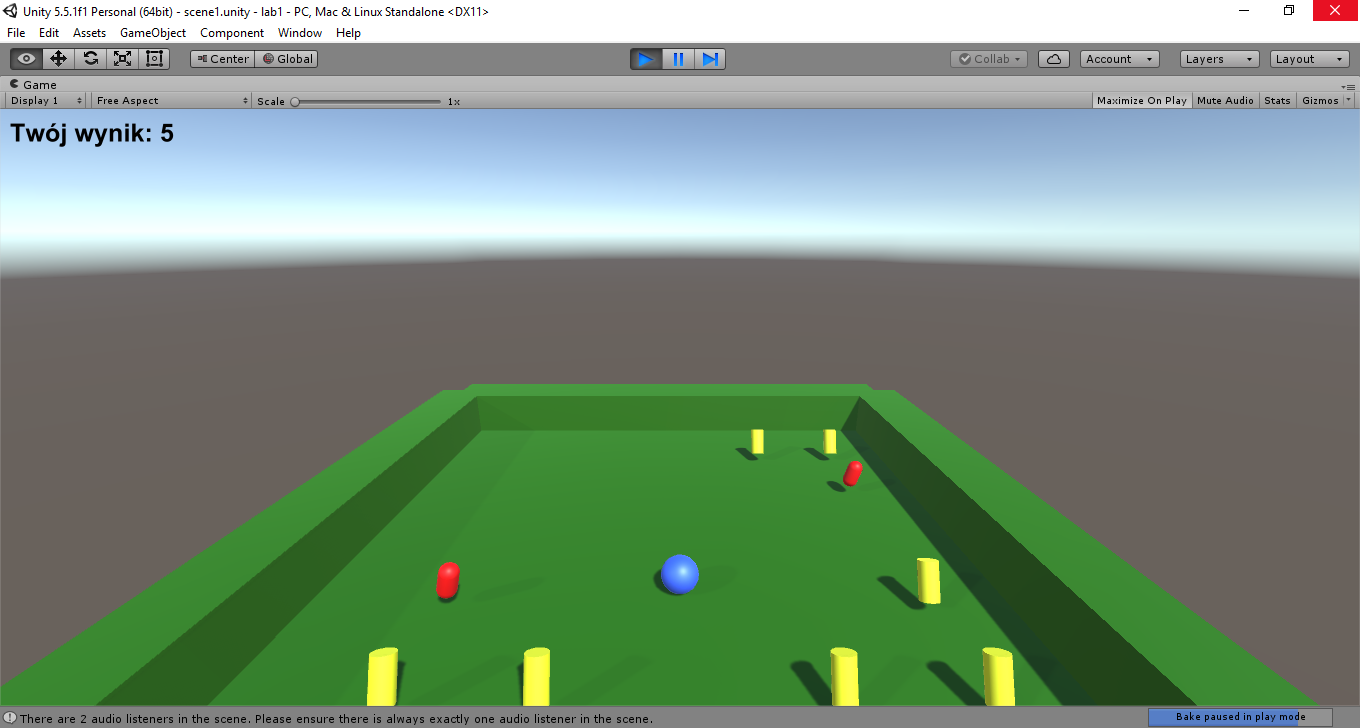 Unity 5.5.1f1 Personal (64bit) - scene1.unity - lab1 - PC, Mac & Linux Standalone <DX11>
File Edit Assets GameObject Component Window Help
Center Global Collab Account Layers Layout
Game
Display 1 Free Aspect Scale 1x Maximize On Play Mute Audio Stats Gizmos
Twój wynik: 5
There are 2 audio listeners in the scene. Please ensure there is always exactly one audio listener in the scene. Bake paused in play mode